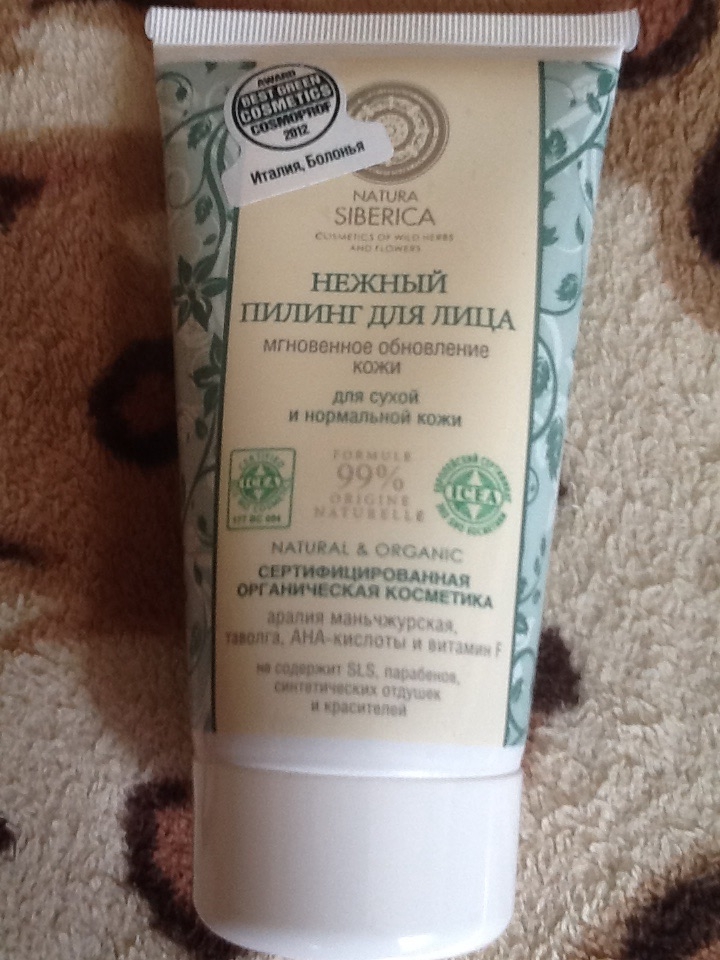 AWARD
BEST GREEN
COSMETICS
COSMOPROF
2012
Италия, Болонья
NATURA
SIBERICA
COSMETICS OF WILD HERBS
AND FLOWERS
НЕЖНЫЙ
ПИЛИНГ ДЛЯ ЛИЦА
мгновенное обновление
кожи
для сухой
и нормальной кожи
CERTIFIED
ICEA
FORMULE
99%
ORIGINE
NATURELLE
ICEA
NATURAL & ORGANIC
СЕРТИФИЦИРОВАННАЯ
ОРГАНИЧЕСКАЯ КОСМЕТИКА
аралия маньчжурская,
таволга, АНА-кислоты и витамин F
не содержит SLS, парабенов,
синтетических отдушек
и красителей